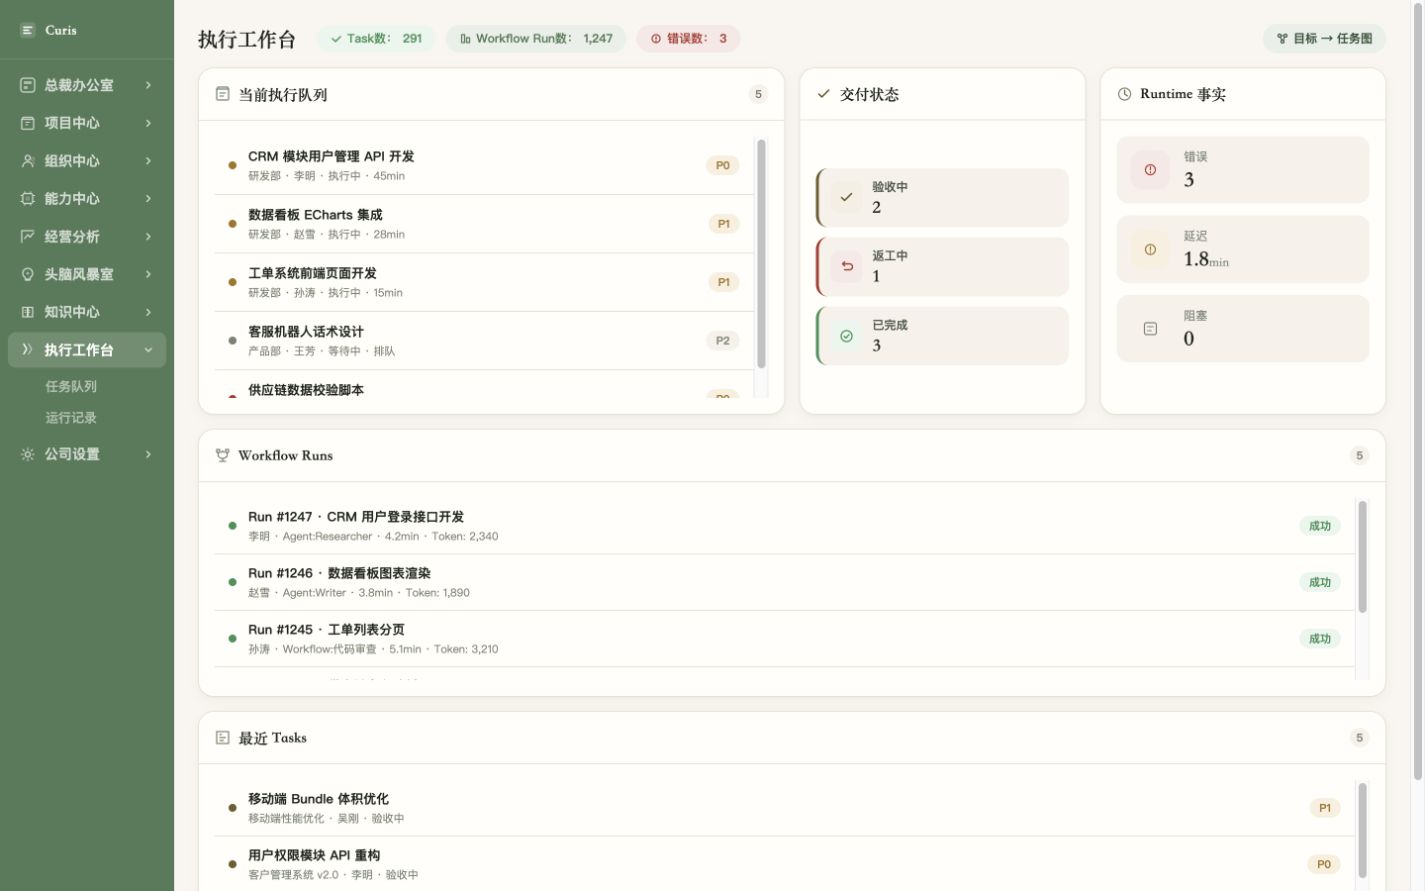 Curis
总裁办公室
项目中心
组织中心
能力中心
经营分析
头脑风暴室
知识中心
执行工作台
任务队列
运行记录
公司设置
执行工作台
Task数： 291
Workflow Run数： 1,247
错误数： 3
目标 → 任务图
当前执行队列
5
CRM 模块用户管理 API 开发
研发部 · 李明 · 执行中 · 45min
P0
数据看板 ECharts 集成
研发部 · 赵雪 · 执行中 · 28min
P1
工单系统前端页面开发
研发部 · 孙涛 · 执行中 · 15min
P1
客服机器人话术设计
产品部 · 王芳 · 等待中 · 排队
P2
供应链数据校验脚本
交付状态
验收中
2
返工中
1
已完成
3
Runtime 事实
错误
3
延迟
1.8min
阻塞
0
Workflow Runs
5
Run #1247 · CRM 用户登录接口开发
李明 · Agent:Researcher · 4.2min · Token: 2,340
成功
Run #1246 · 数据看板图表渲染
赵雪 · Agent:Writer · 3.8min · Token: 1,890
成功
Run #1245 · 工单列表分页
孙涛 · Workflow:代码审查 · 5.1min · Token: 3,210
成功
最近 Tasks
5
移动端 Bundle 体积优化
移动端性能优化 · 吴刚 · 验收中
P1
用户权限模块 API 重构
客户管理系统 v2.0 · 李明 · 验收中
P0